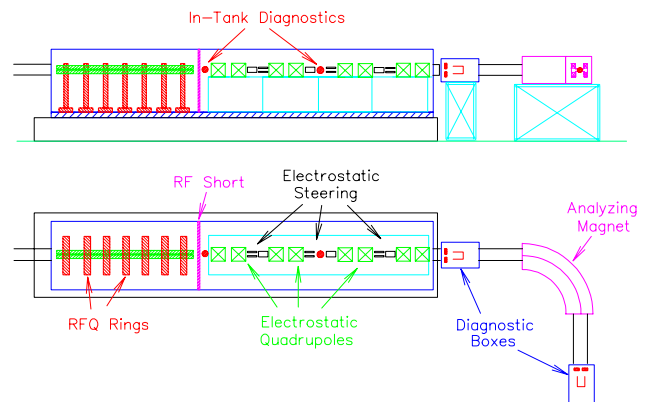 In-Tank Diagnostics
Electrostatic
Steering
RF Short
Analyzing
Magnet
RFQ Rings
Electrostatic
Quadrupoles
Diagnostic
Boxes